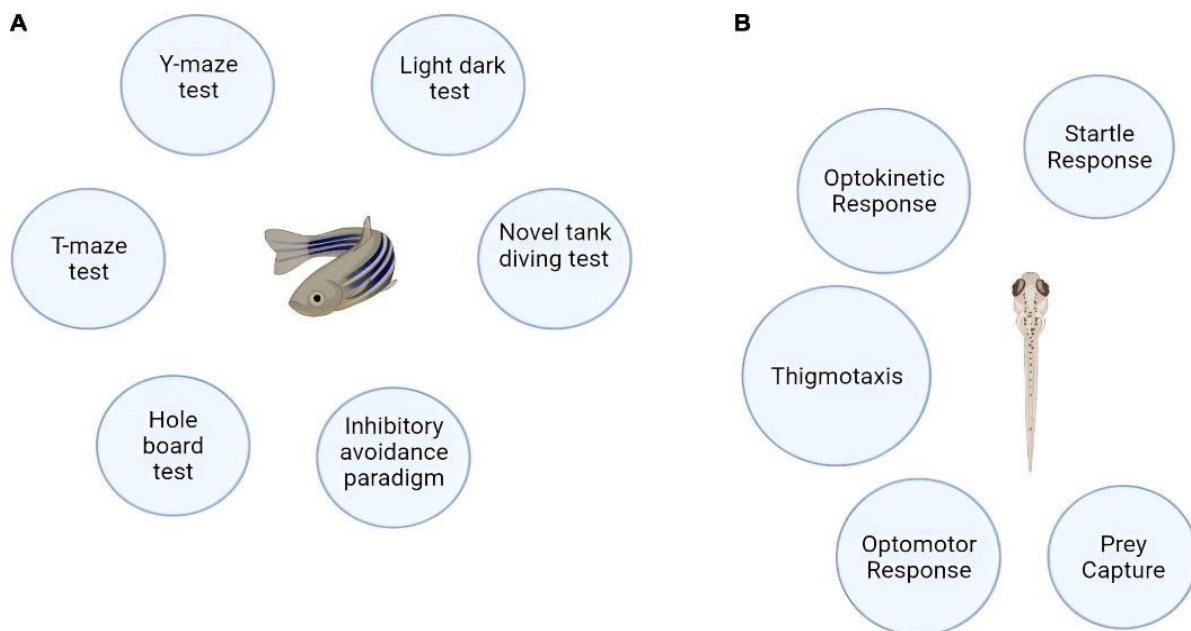 A
Y-maze
test
Light dark
test
T-maze
test
Novel tank
diving test
Hole
board
test
Inhibitory
avoidance
paradigm
B
Startle
Response
Optokinetic
Response
Thigmotaxis
Optomotor
Response
Prey
Capture